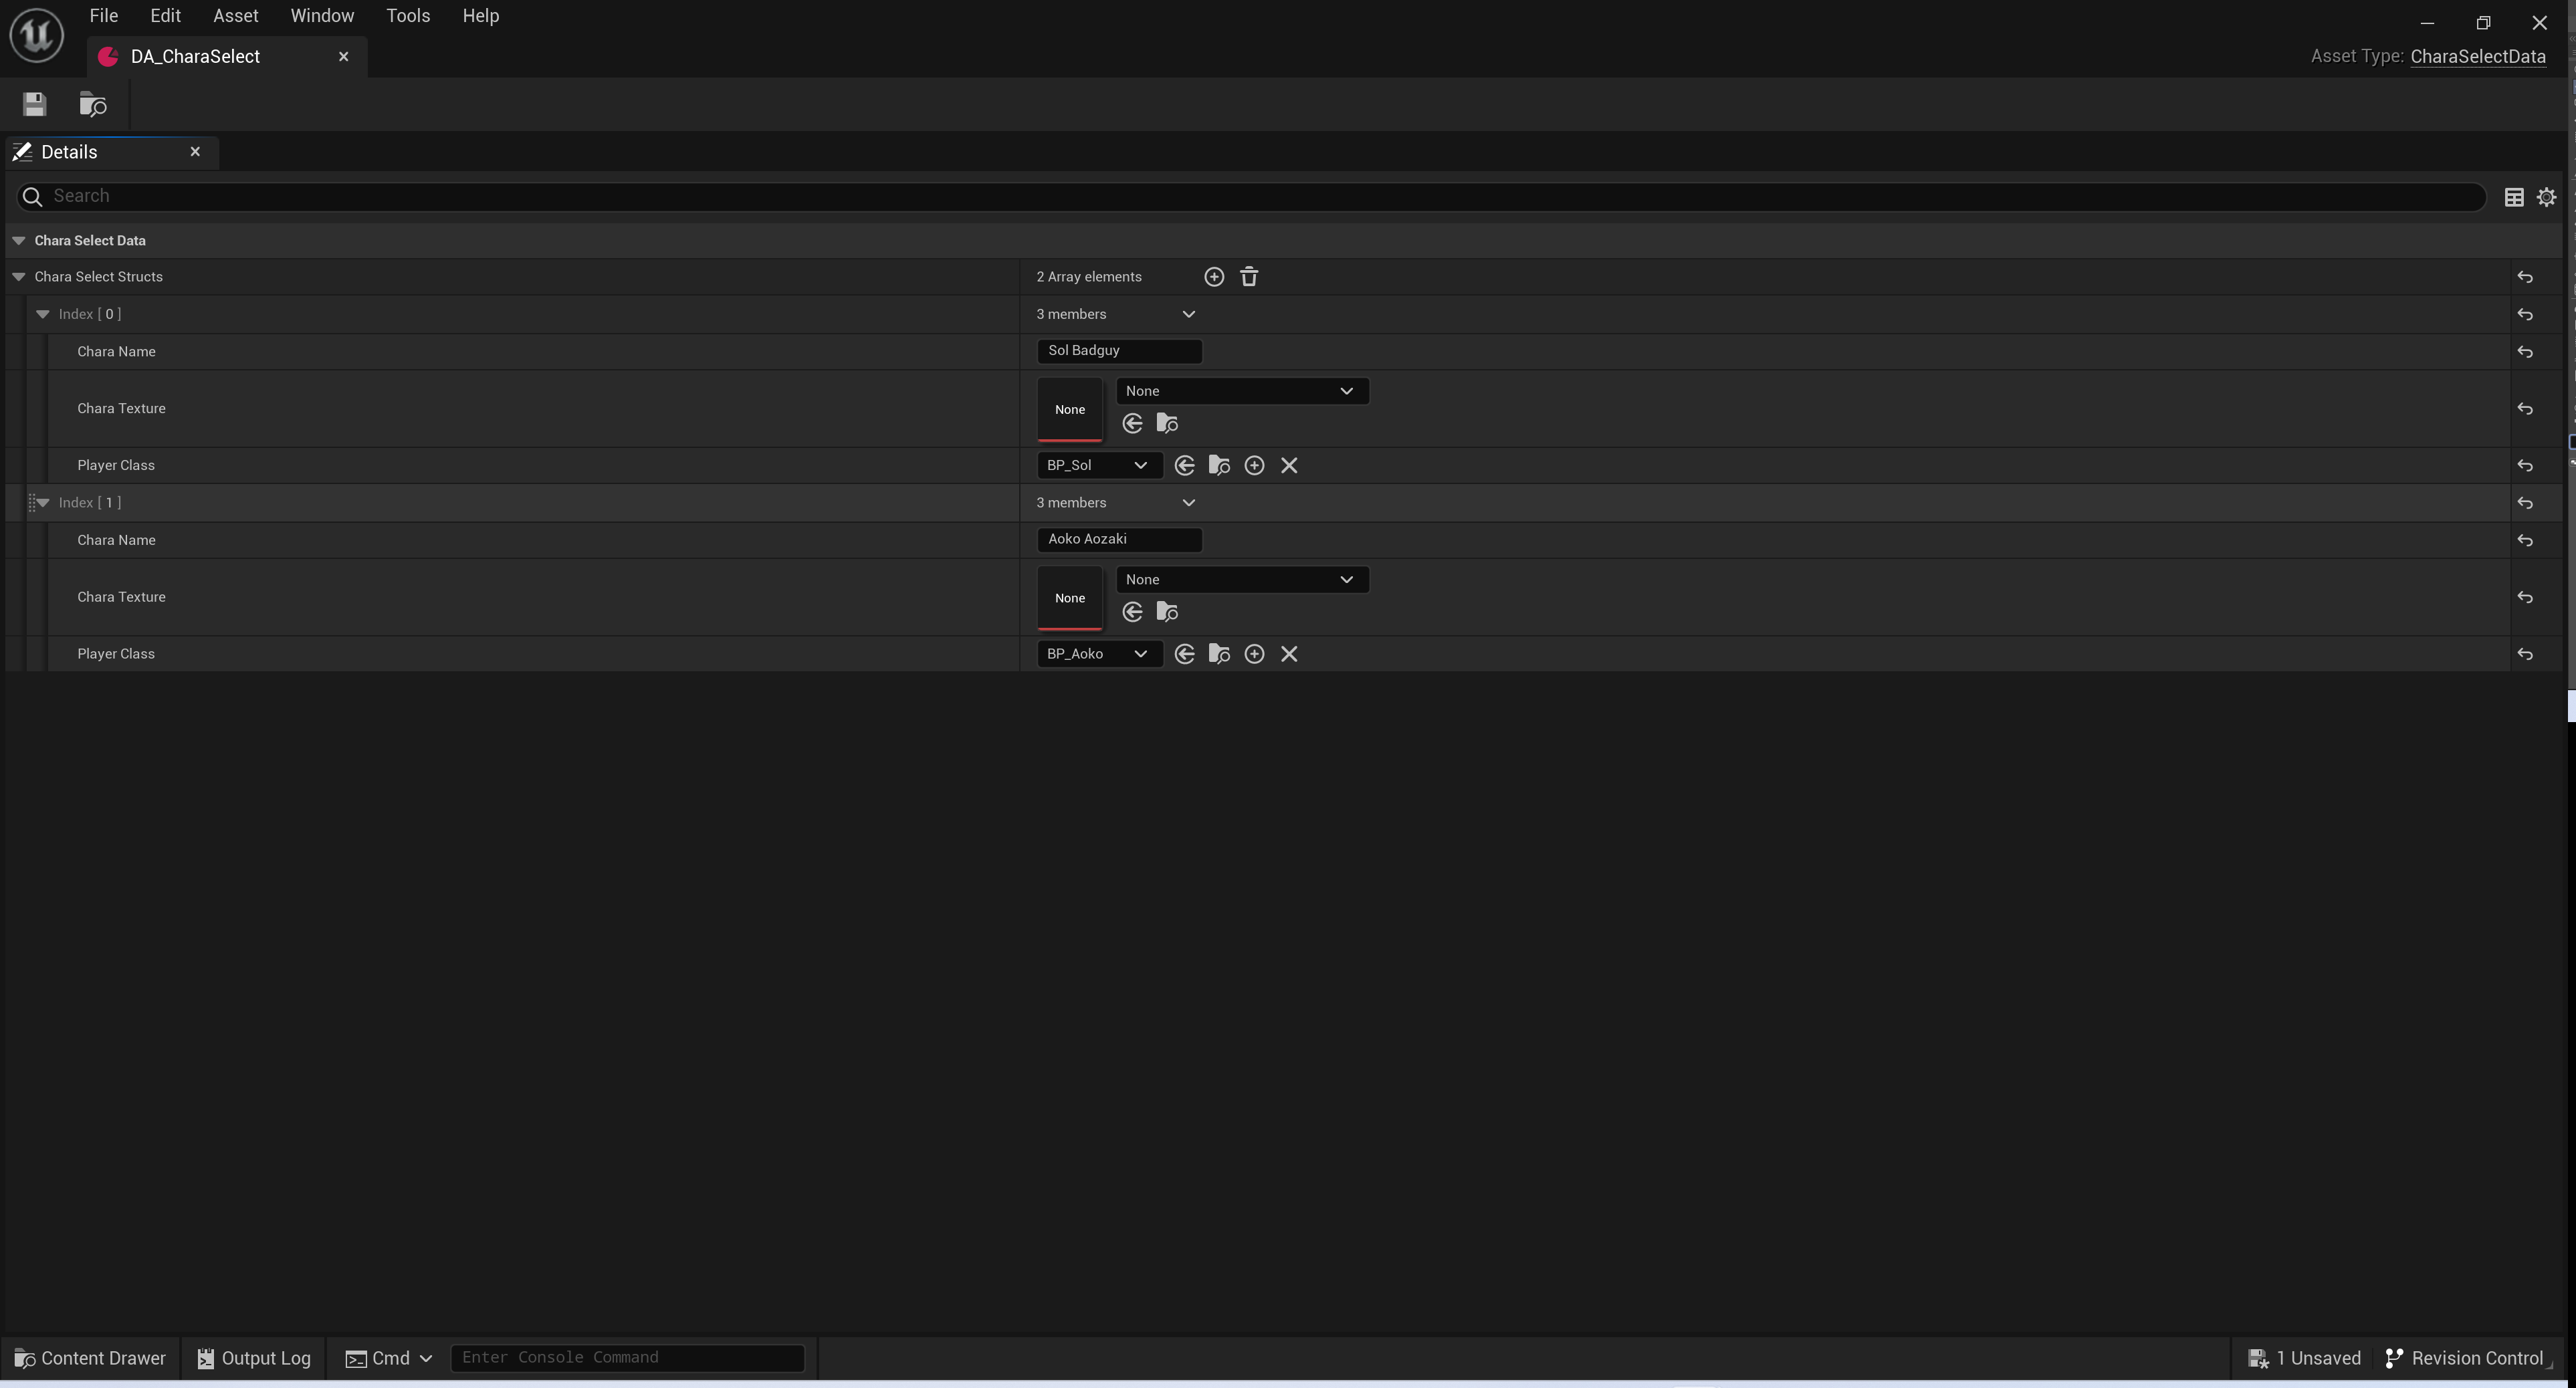 File Edit Asset Window Tools Help
DA_CharaSelect
Asset Type: CharaSelectData
Details
Search
Chara Select Data
Chara Select Structs 2 Array elements
Index [ 0 ] 3 members
Chara Name Sol Badguy
Chara Texture None None
Player Class BP_Sol
Index [ 1 ] 3 members
Chara Name Aoko Aozaki
Chara Texture None None
Player Class BP_Aoko
Content Drawer Output Log Cmd Enter Console Command 1 Unsaved Revision Control